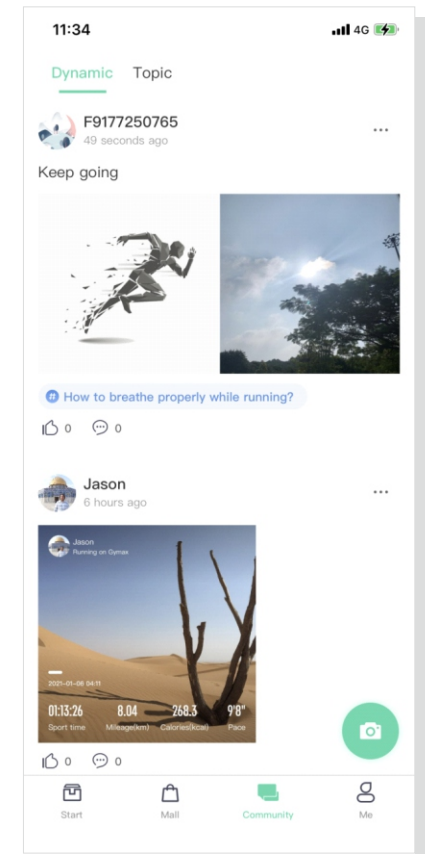 11:34
4G
Dynamic Topic
F9177250765
49 seconds ago
Keep going
# How to breathe properly while running?
0 0
Jason
6 hours ago
Jason
Running on Gymax
2021-01-08 04:11
01:13:26 8.04 268.3 9'8"
Sport time Mileage(km) Calories(kcal) Pace
0 0
Start Mall Community Me